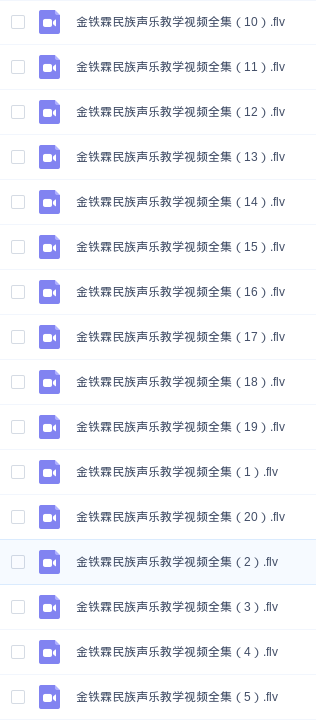 金铁霖民族声乐教学视频全集（10）.flv
金铁霖民族声乐教学视频全集（11）.flv
金铁霖民族声乐教学视频全集（12）.flv
金铁霖民族声乐教学视频全集（13）.flv
金铁霖民族声乐教学视频全集（14）.flv
金铁霖民族声乐教学视频全集（15）.flv
金铁霖民族声乐教学视频全集（16）.flv
金铁霖民族声乐教学视频全集（17）.flv
金铁霖民族声乐教学视频全集（18）.flv
金铁霖民族声乐教学视频全集（19）.flv
金铁霖民族声乐教学视频全集（1）.flv
金铁霖民族声乐教学视频全集（20）.flv
金铁霖民族声乐教学视频全集（2）.flv
金铁霖民族声乐教学视频全集（3）.flv
金铁霖民族声乐教学视频全集（4）.flv
金铁霖民族声乐教学视频全集（5）.flv